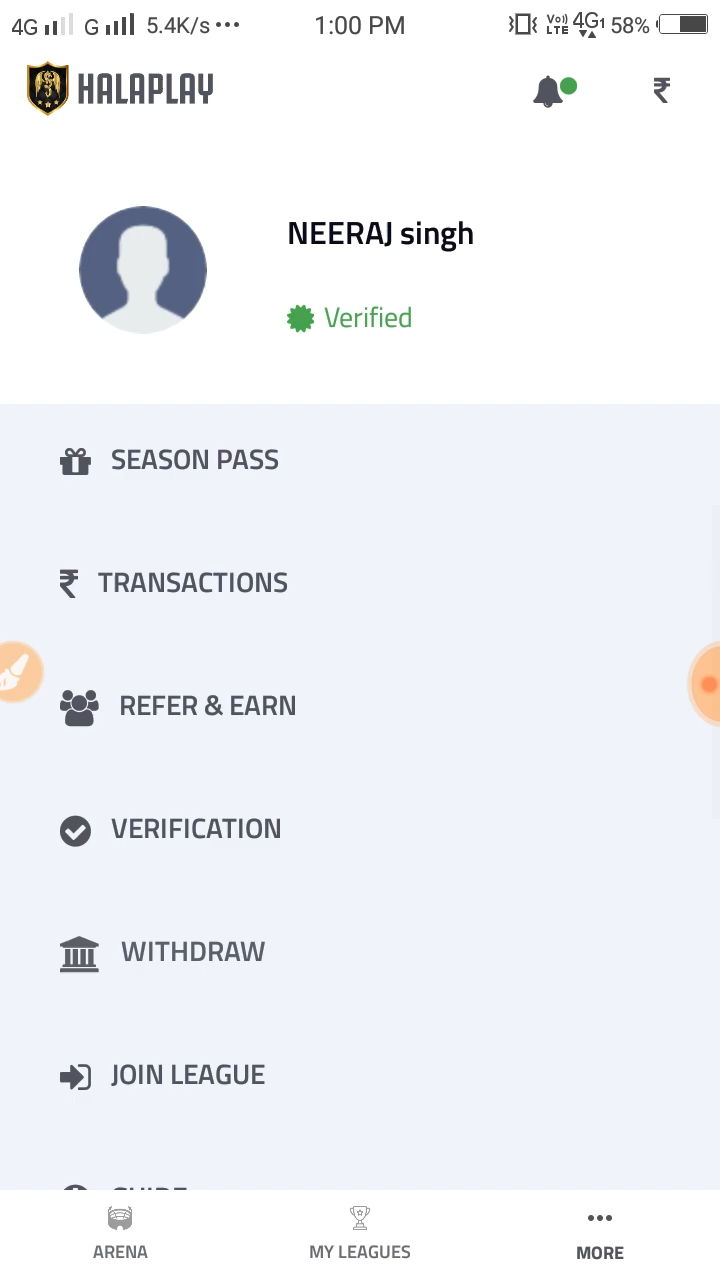 4G G 5.4K/s ... 1:00 PM Vo) LTE 4G1 58%
HALAPLAY ₹
NEERAJ singh
Verified
SEASON PASS
₹ TRANSACTIONS
REFER & EARN
VERIFICATION
WITHDRAW
JOIN LEAGUE
GUIDE
ARENA MY LEAGUES MORE